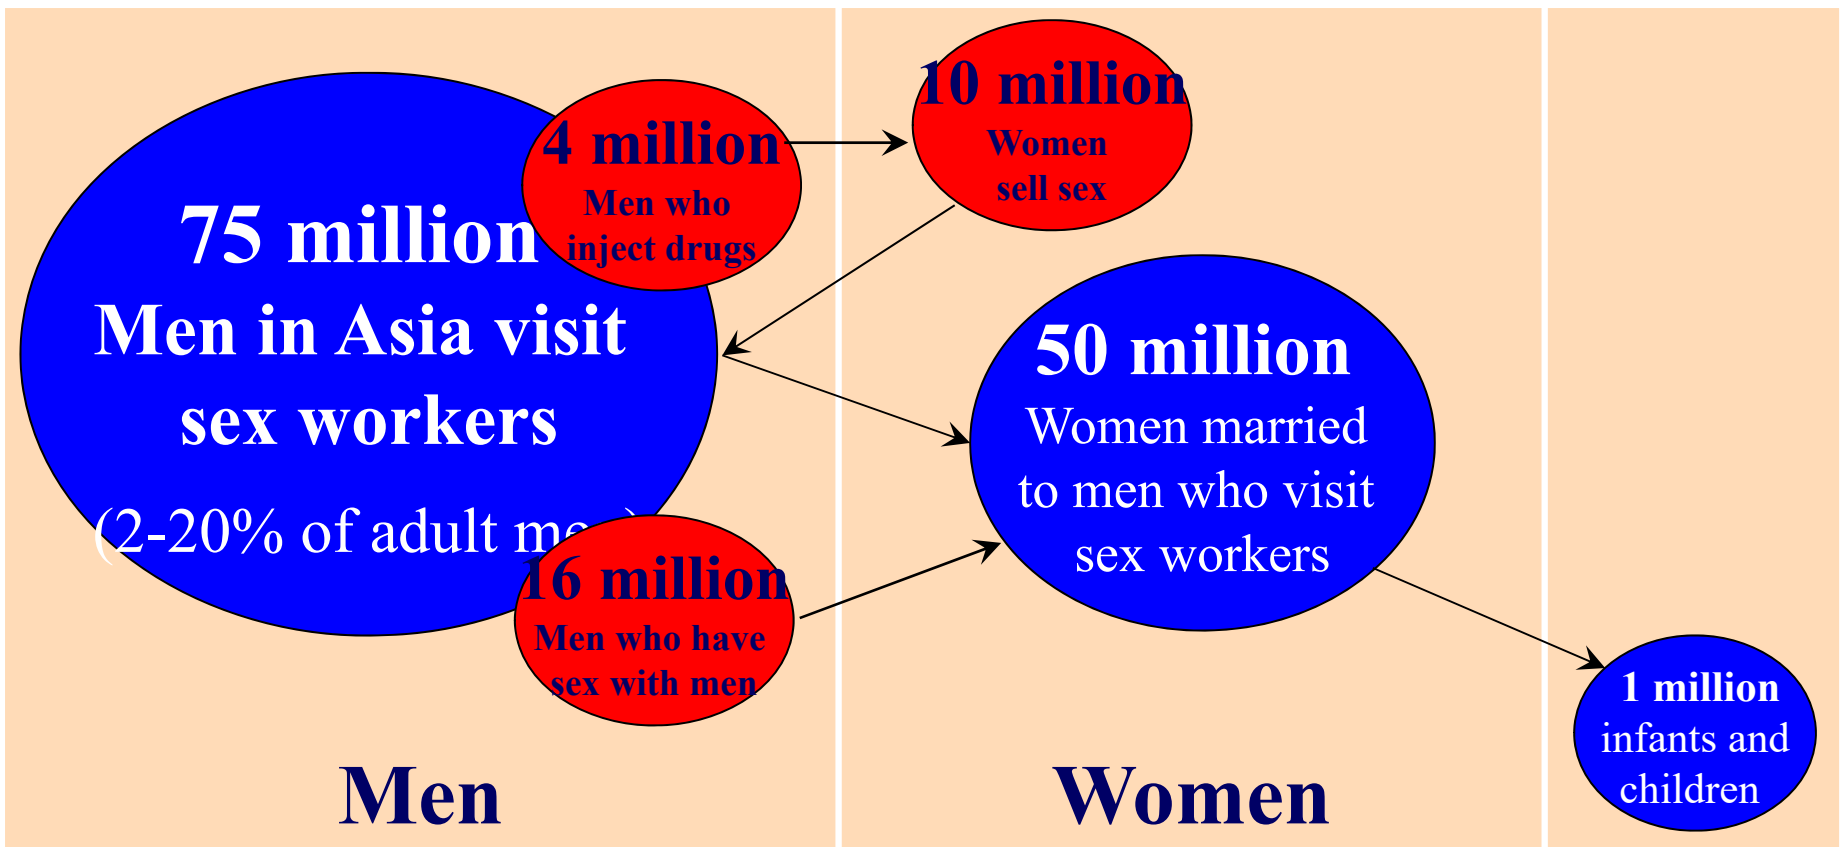 75 million
Men in Asia visit
sex workers
(2-20% of adult men)
4 million
Men who
inject drugs
16 million
Men who have
sex with men
Men
10 million
Women
sell sex
50 million
Women married
to men who visit
sex workers
Women
1 million
infants and
children